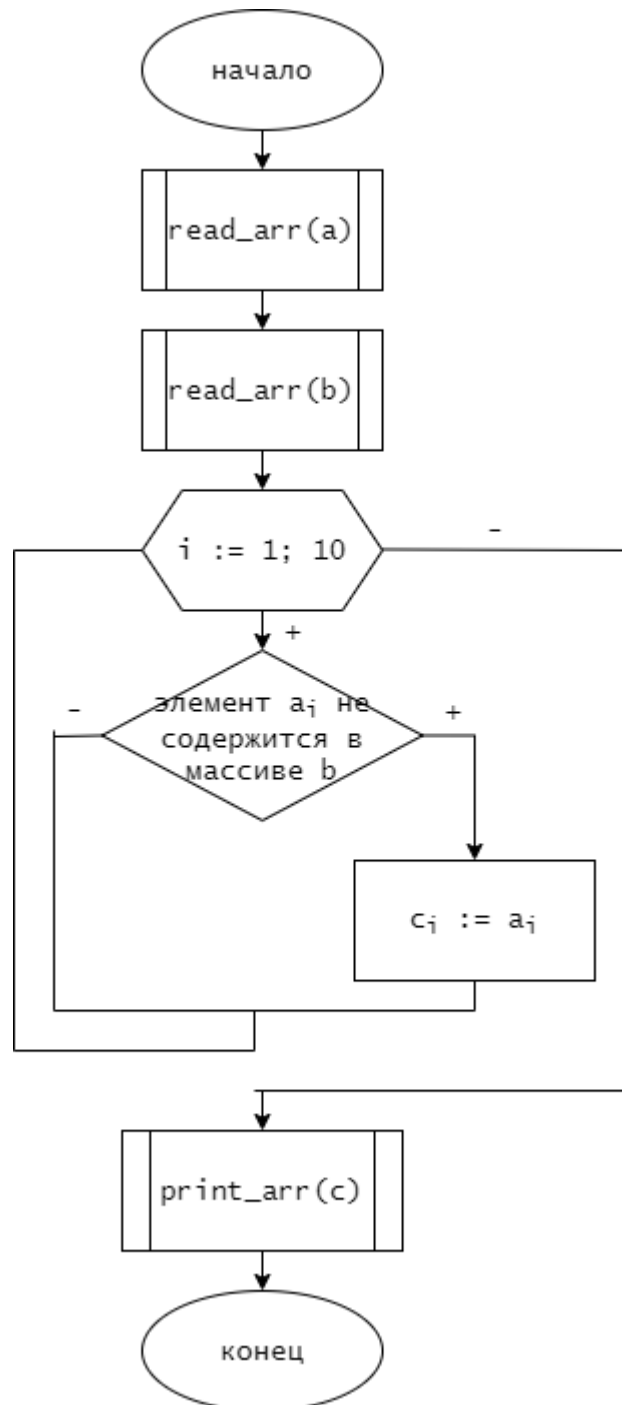 начало
read_arr(a)
read_arr(b)
i := 1; 10
-
+
-
элемент aᵢ не
содержится в
массиве b
+
cᵢ := aᵢ
print_arr(c)
конец